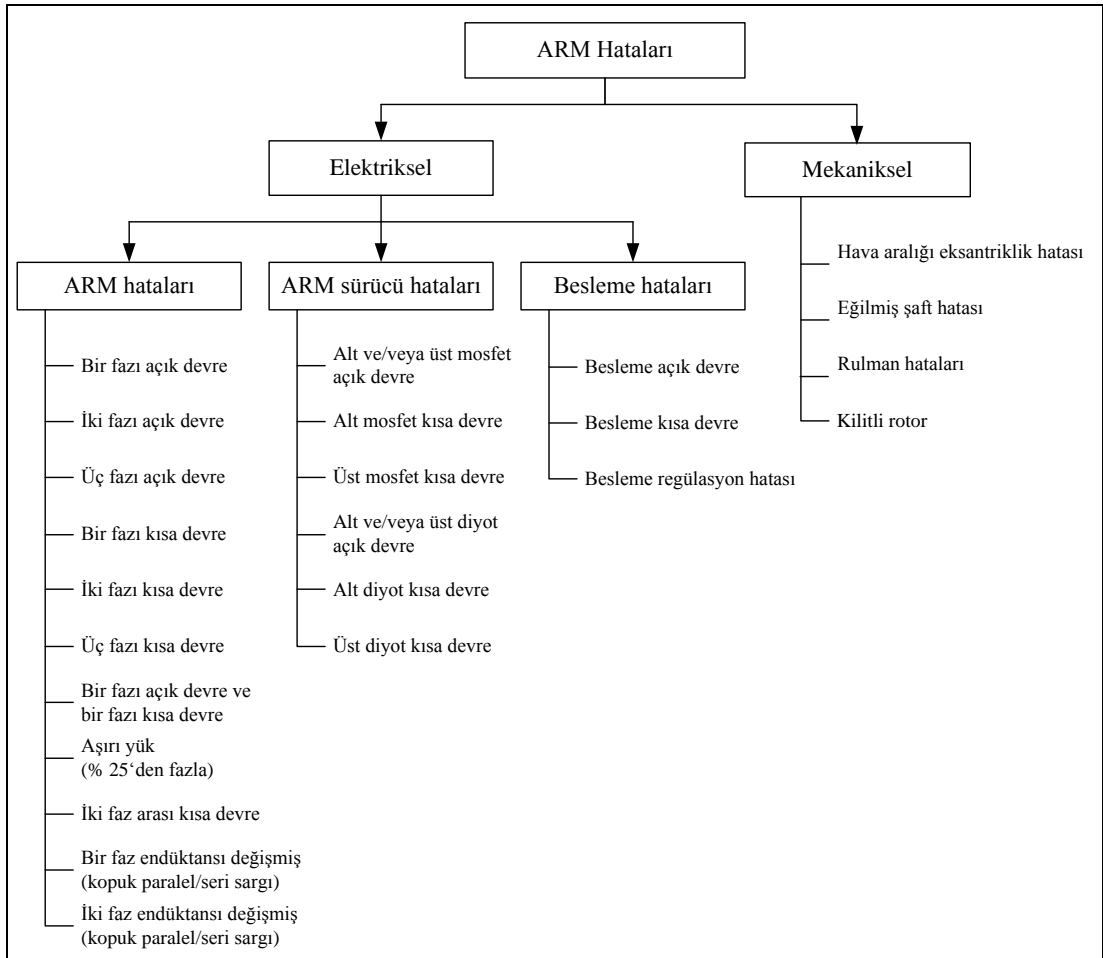 ARM Hataları
Elektriksel
Mekaniksel
ARM hataları
Bir fazı açık devre
İki fazı açık devre
Üç fazı açık devre
Bir fazı kısa devre
İki fazı kısa devre
Üç fazı kısa devre
Bir fazı açık devre ve
bir fazı kısa devre
Aşırı yük
(% 25‘den fazla)
İki faz arası kısa devre
Bir faz endüktansı değişmiş
(kopuk paralel/seri sargı)
İki faz endüktansı değişmiş
(kopuk paralel/seri sargı)
ARM sürücü hataları
Alt ve/veya üst mosfet
açık devre
Alt mosfet kısa devre
Üst mosfet kısa devre
Alt ve/veya üst diyot
açık devre
Alt diyot kısa devre
Üst diyot kısa devre
Besleme hataları
Besleme açık devre
Besleme kısa devre
Besleme regülasyon hatası
Hava aralığı eksantriklik hatası
Eğilmiş şaft hatası
Rulman hataları
Kilitli rotor